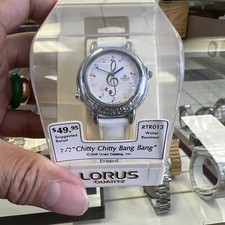 $49.95
Suggested
Retail
RTR013
Water
Resistant
"Chitty Chitty Bang Bang"
LORUS
QUARTZ